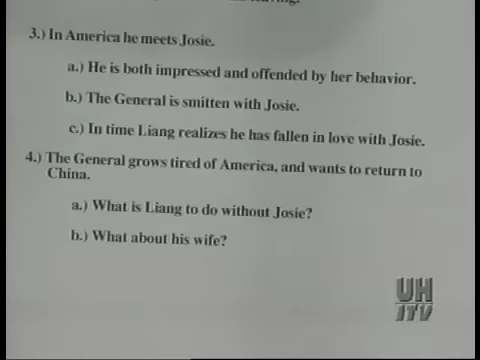 3.) In America he meets Josie.
a.) He is both impressed and offended by her behavior.
b.) The General is smitten with Josie.
c.) In time Liang realizes he has fallen in love with Josie.
4.) The General grows tired of America, and wants to return to
China.
a.) What is Liang to do without Josie?
b.) What about his wife?
UH
ITV